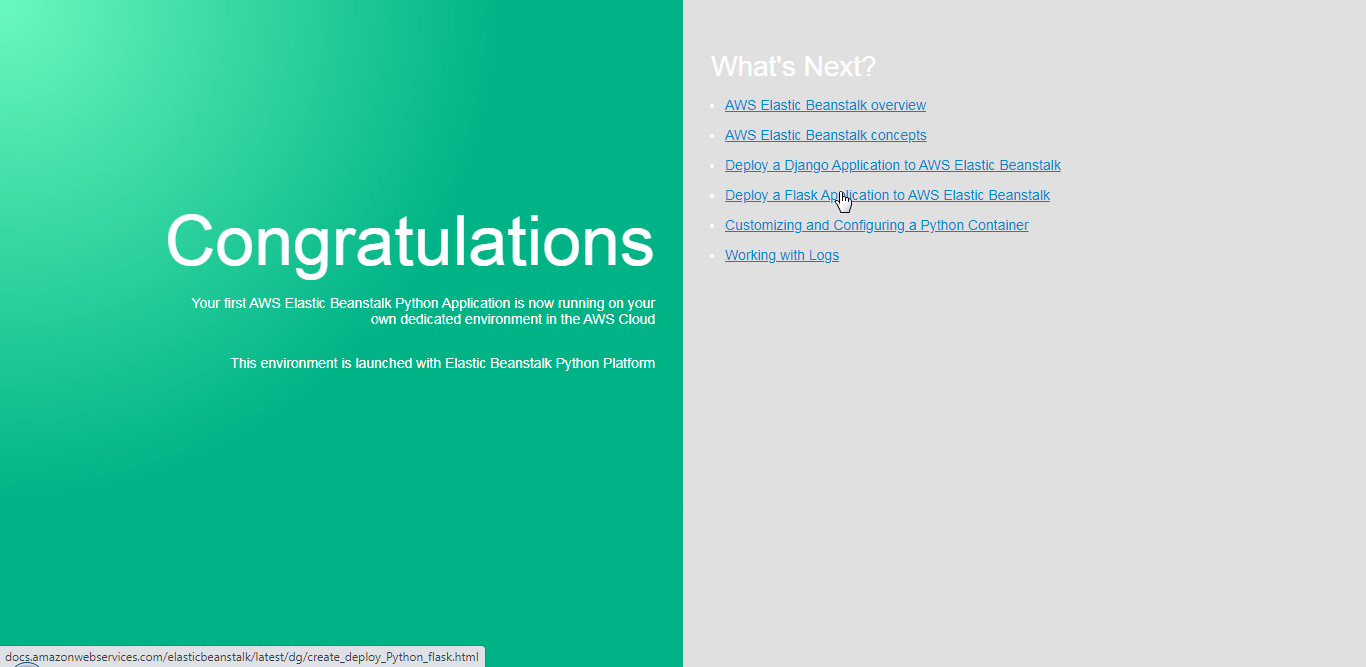 Congratulations
Your first AWS Elastic Beanstalk Python Application is now running on your
own dedicated environment in the AWS Cloud
This environment is launched with Elastic Beanstalk Python Platform
What's Next?
AWS Elastic Beanstalk overview
AWS Elastic Beanstalk concepts
Deploy a Django Application to AWS Elastic Beanstalk
Deploy a Flask Application to AWS Elastic Beanstalk
Customizing and Configuring a Python Container
Working with Logs
docs.amazonwebservices.com/elasticbeanstalk/latest/dg/create_deploy_Python_flask.html